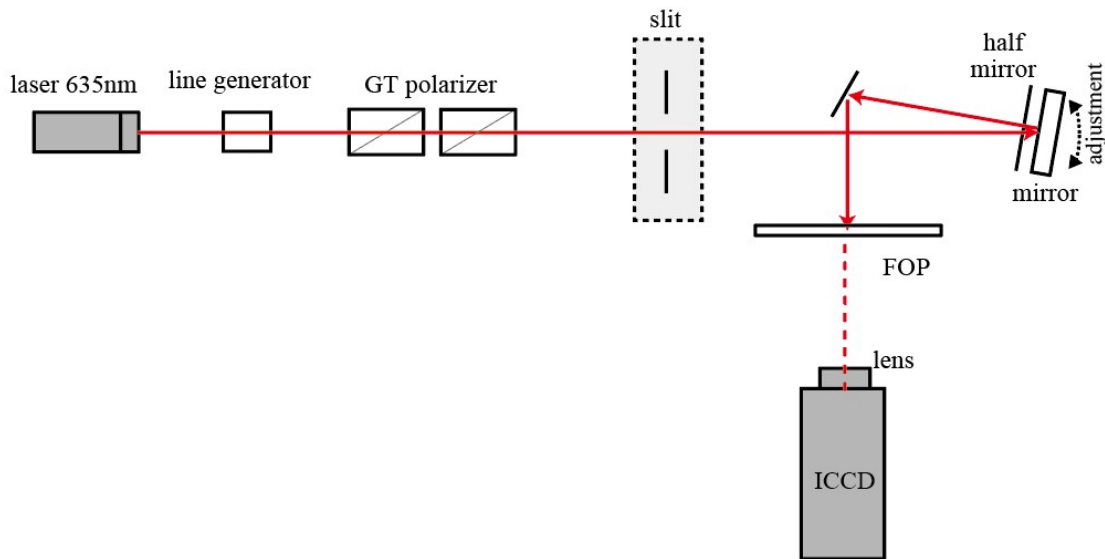 slit
half
mirror
laser 635nm
line generator
GT polarizer
adjustment
mirror
FOP
lens
ICCD